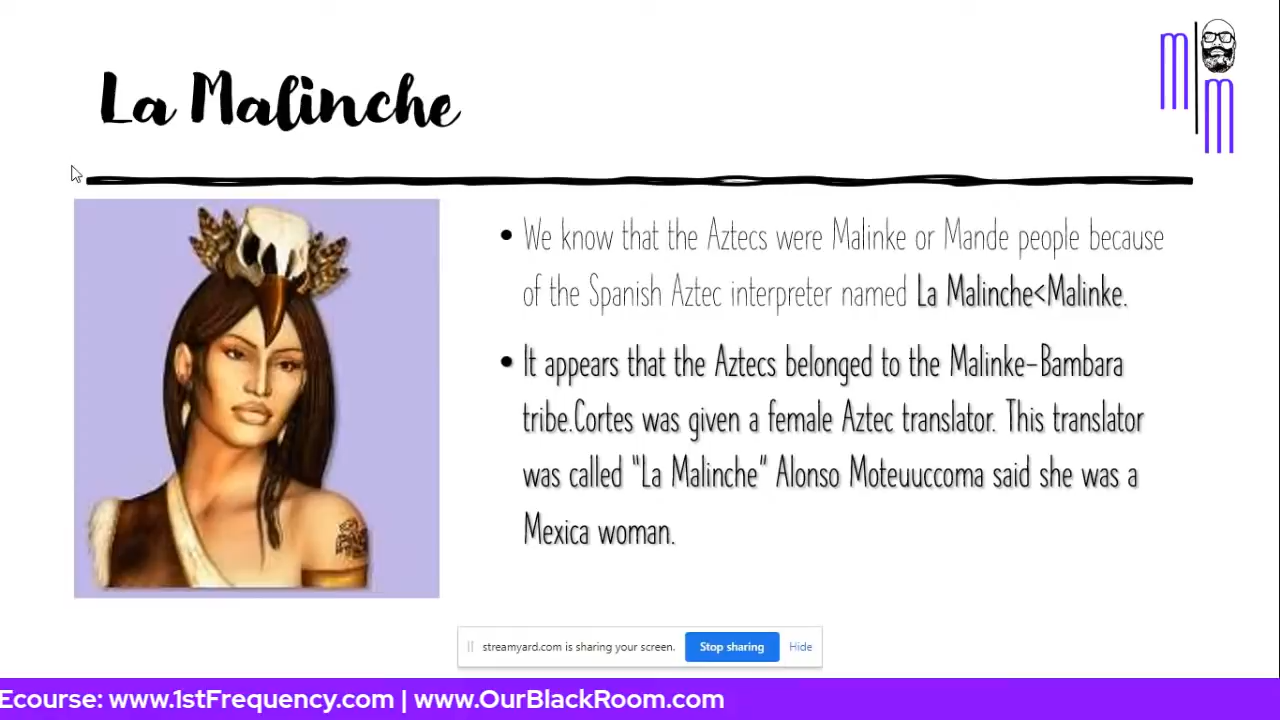 La Malinche
m m
• We know that the Aztecs were Malinke or Mande people because
of the Spanish Aztec interpreter named La Malinche<Malinke.
• It appears that the Aztecs belonged to the Malinke-Bambara
tribe.Cortes was given a female Aztec translator. This translator
was called "La Malinche" Alonso Moteuuccoma said she was a
Mexica woman.
streamyard.com is sharing your screen. Stop sharing Hide
Ecourse: www.1stFrequency.com | www.OurBlackRoom.com